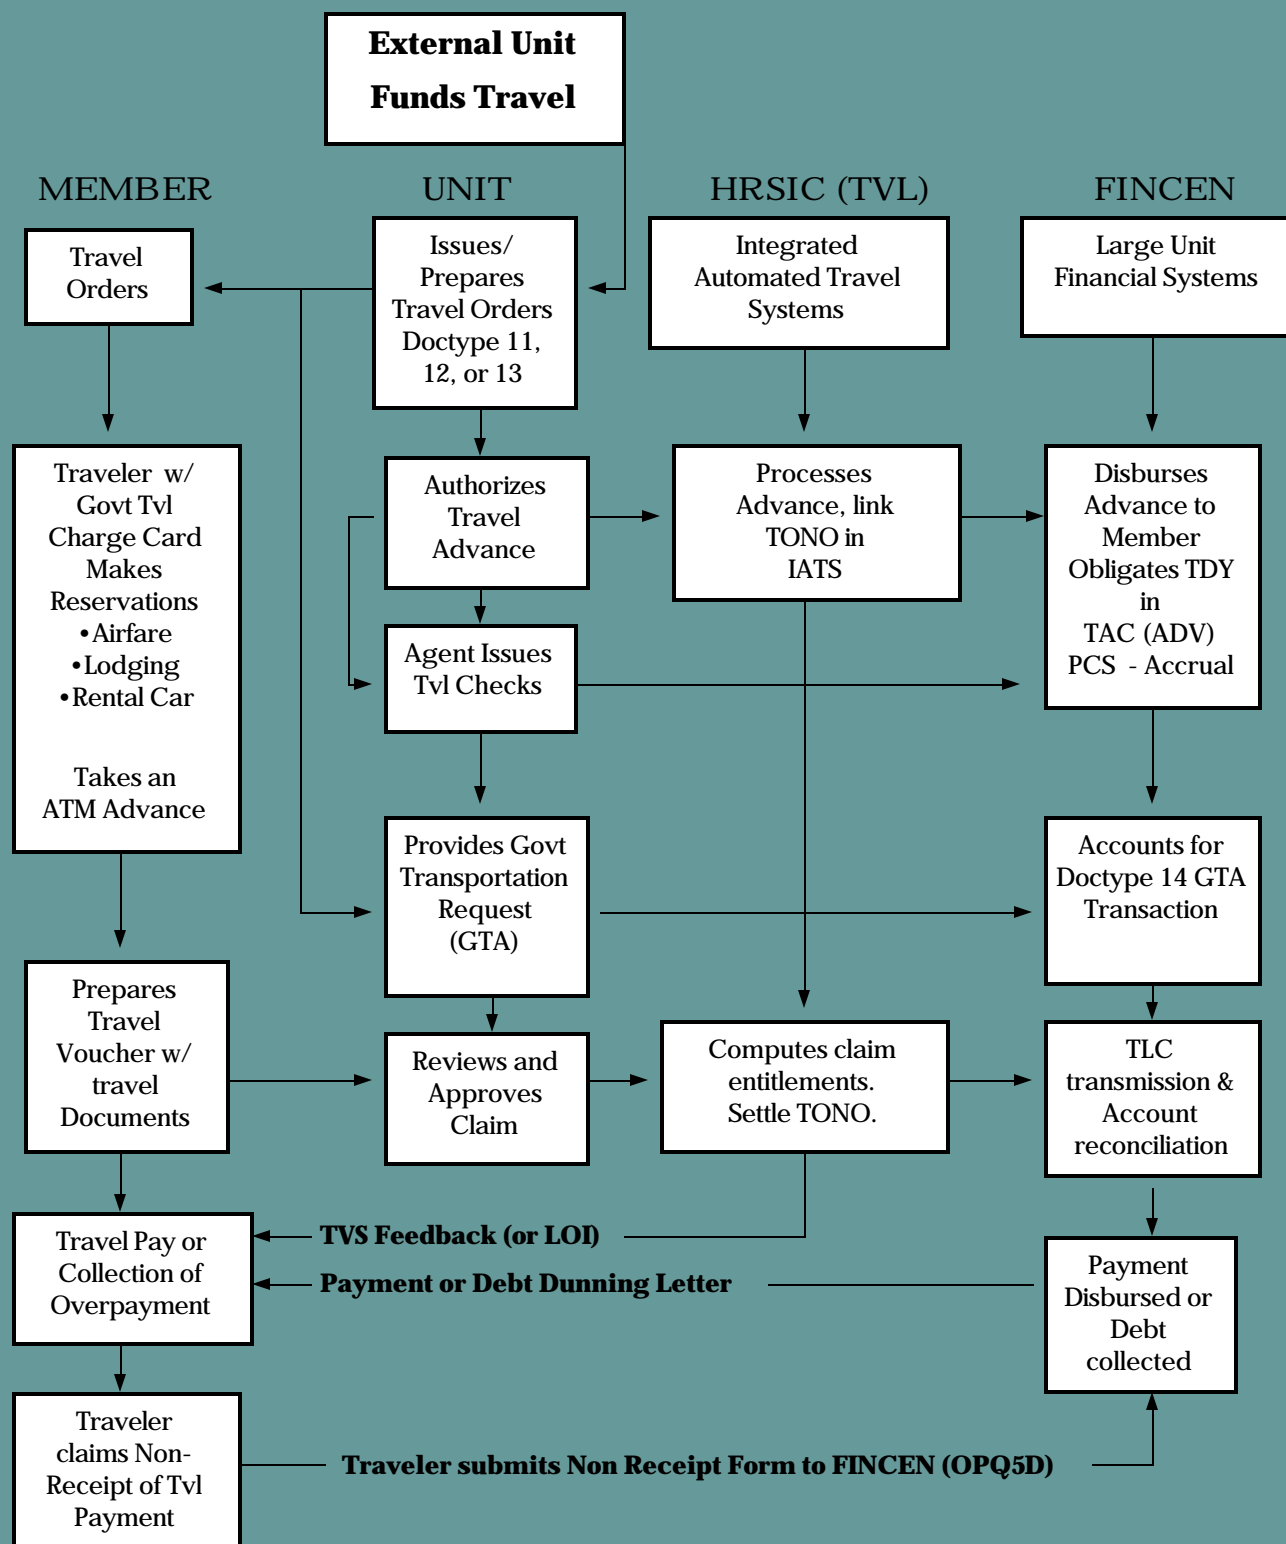 External Unit
Funds Travel
MEMBER
UNIT
HRSIC (TVL)
FINCEN
Travel
Orders
Issues/
Prepares
Travel Orders
Doctype 11,
12, or 13
Integrated
Automated Travel
Systems
Large Unit
Financial Systems
Traveler w/
Govt Tvl
Charge Card
Makes
Reservations
•Airfare
•Lodging
•Rental Car
Takes an
ATM Advance
Authorizes
Travel
Advance
Processes
Advance, link
TONO in
IATS
Disburses
Advance to
Member
Obligates TDY
in
TAC (ADV)
PCS - Accrual
Agent Issues
Tvl Checks
Provides Govt
Transportation
Request
(GTA)
Accounts for
Doctype 14 GTA
Transaction
Prepares
Travel
Voucher w/
travel
Documents
Reviews and
Approves
Claim
Computes claim
entitlements.
Settle TONO.
TLC
transmission &
Account
reconciliation
Travel Pay or
Collection of
Overpayment
TVS Feedback (or LOI)
Payment or Debt Dunning Letter
Payment
Disbursed or
Debt
collected
Traveler
claims Non-
Receipt of Tvl
Payment
Traveler submits Non Receipt Form to FINCEN (OPQ5D)